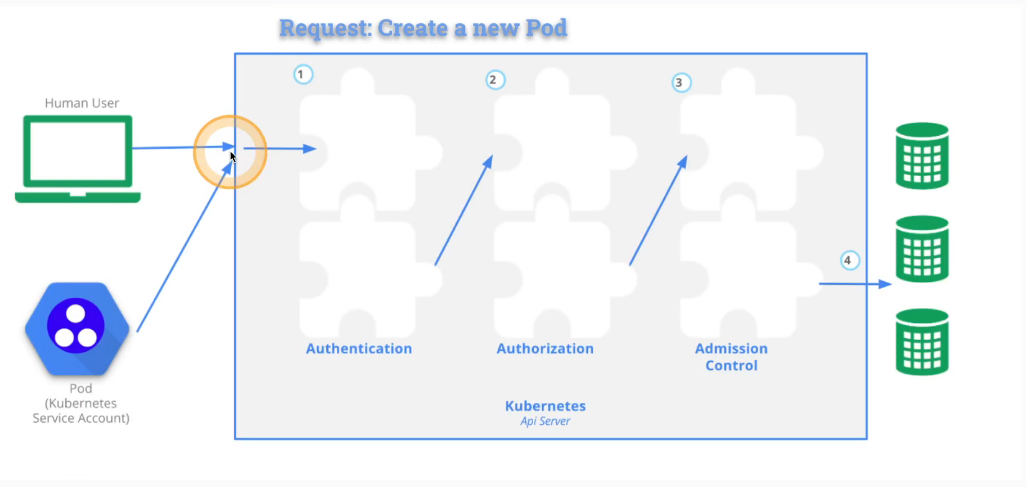 Request: Create a new Pod
1
2
3
Human User
4
Authentication
Authorization
Admission
Control
Pod
(Kubernetes
Service Account)
Kubernetes
Api Server